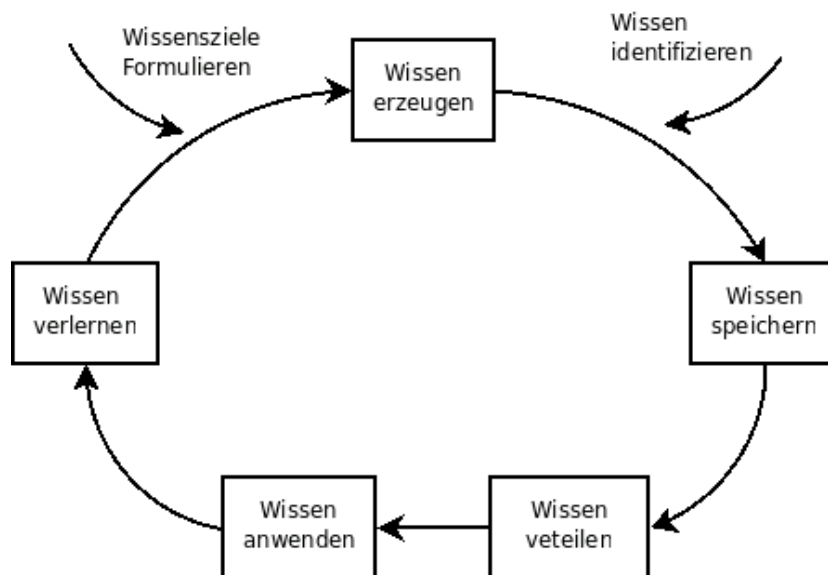 Wissensziele
Formulieren
Wissen
erzeugen
Wissen
identifizieren
Wissen
speichern
Wissen
veteilen
Wissen
anwenden
Wissen
verlernen